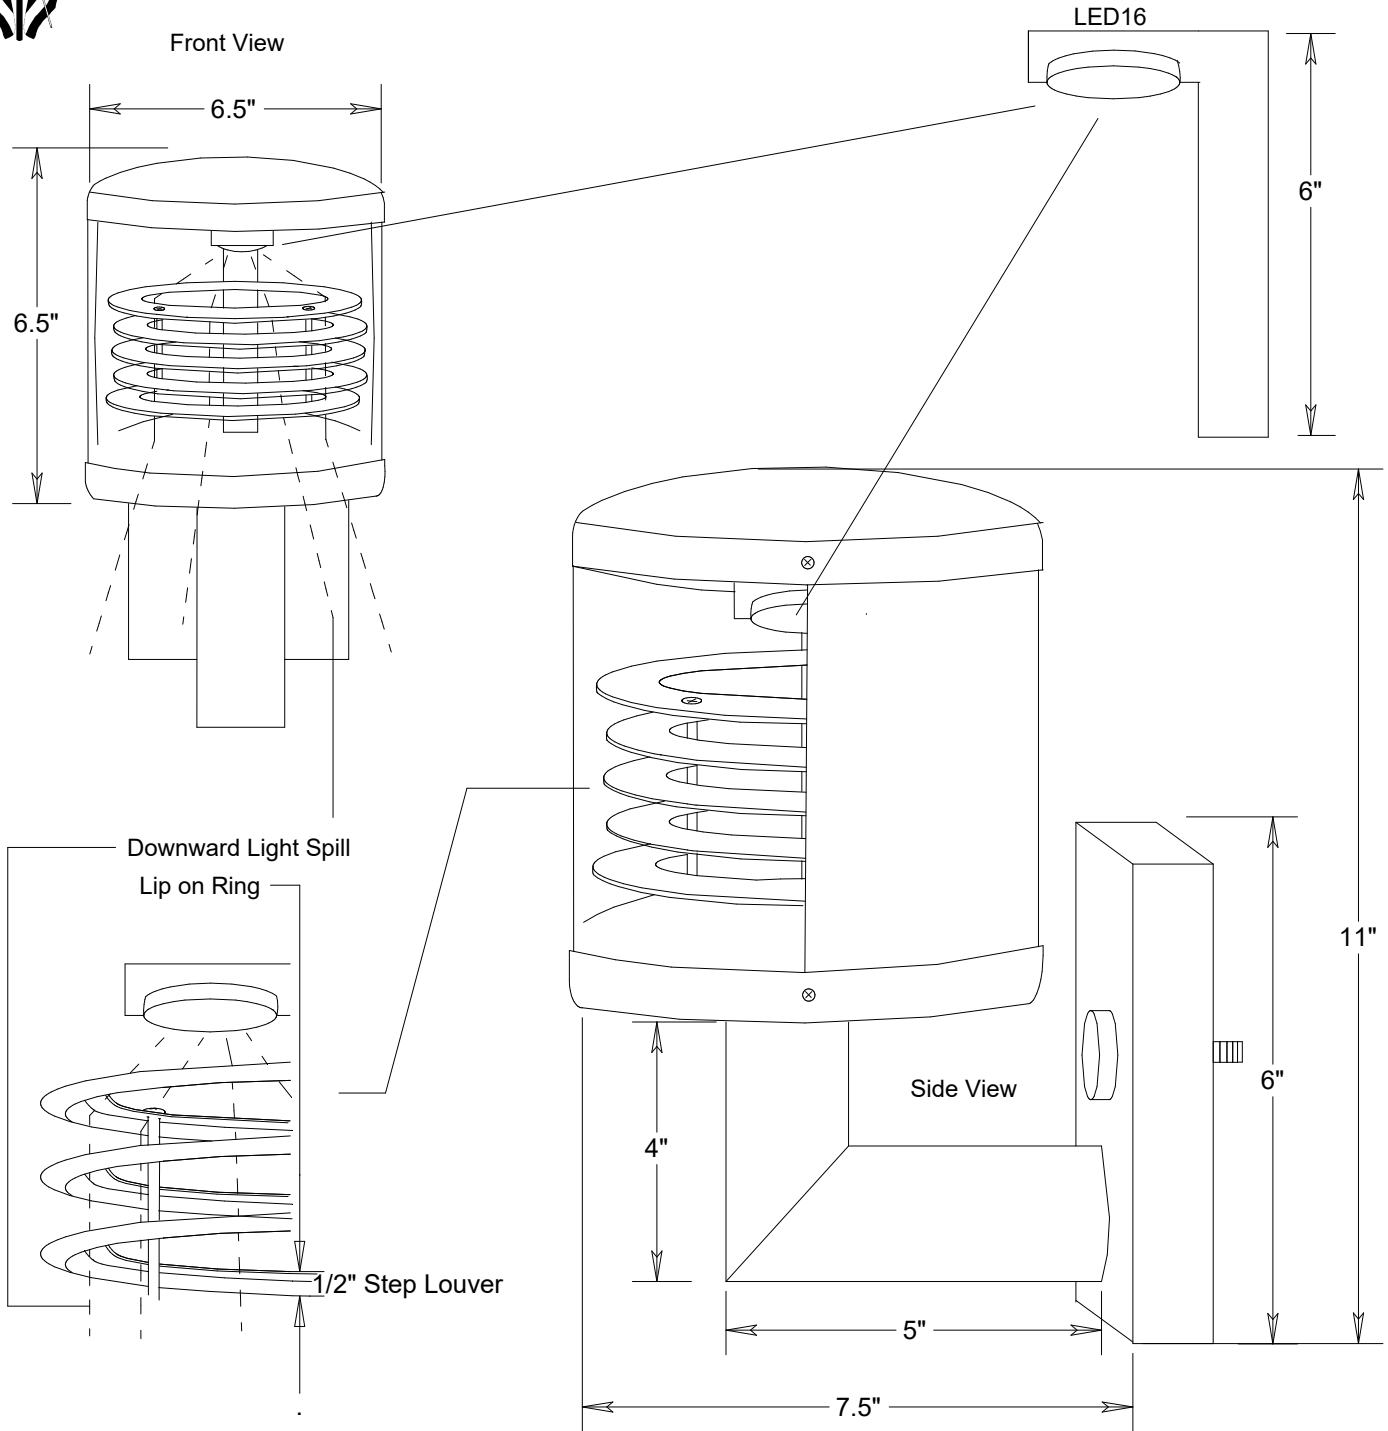 LED16
Front View
6.5"
6"
6.5"
Downward Light Spill
Lip on Ring
11"
6"
Side View
4"
1/2" Step Louver
5"
7.5"